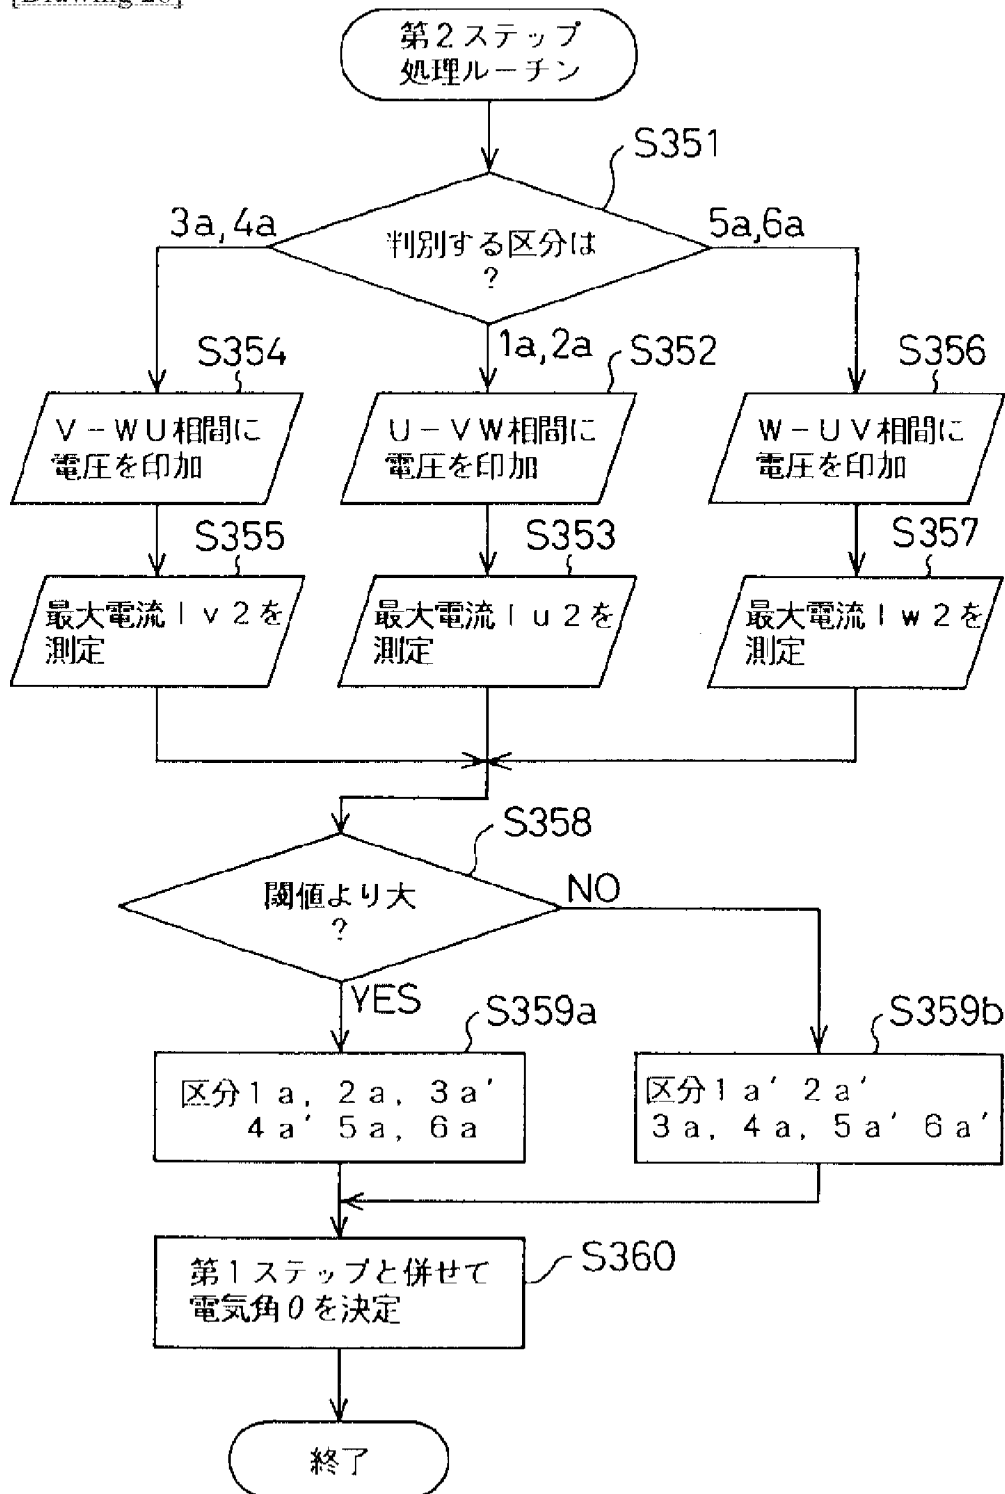 第2ステップ
処理ルーチン
S351
3a,4a
5a,6a
判別する区分は
?
1a,2a
S354
S352
S356
V-WU相間に
電圧を印加
U-VW相間に
電圧を印加
W-UV相間に
電圧を印加
S355
S353
S357
最大電流Iv2を
測定
最大電流Iu2を
測定
最大電流Iw2を
測定
S358
閾値より大
?
NO
YES
S359a
S359b
区分1a, 2a, 3a′
4a′ 5a, 6a
区分1a′ 2a′
3a, 4a, 5a′ 6a′
S360
第1ステップと併せて
電気角θを決定
終了